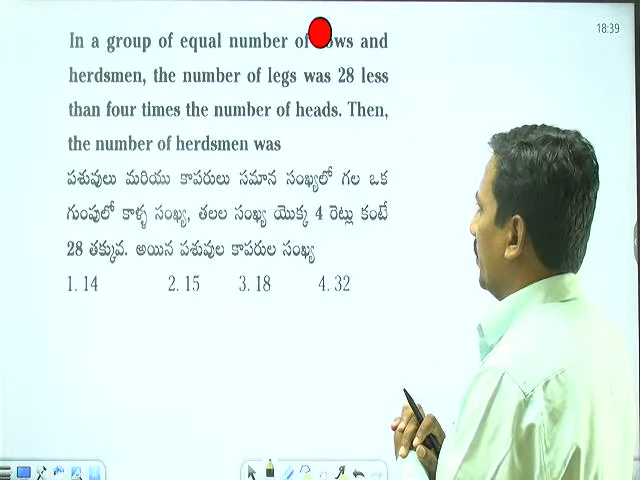 18:39
In a group of equal number of and
herdsmen, the number of legs was 28 less
than four times the number of heads. Then,
the number of herdsmen was
పశువులు మరియు కాపరులు సమాన సంఖ్యలో గల ఒక
గుంపులో కాళ్ళ సంఖ్య, తలల సంఖ్య యొక్క 4 రెట్లు కంటే
28 తక్కువ. అయిన పశువుల కాపరుల సంఖ్య
1. 14 2. 15 3. 18 4. 32